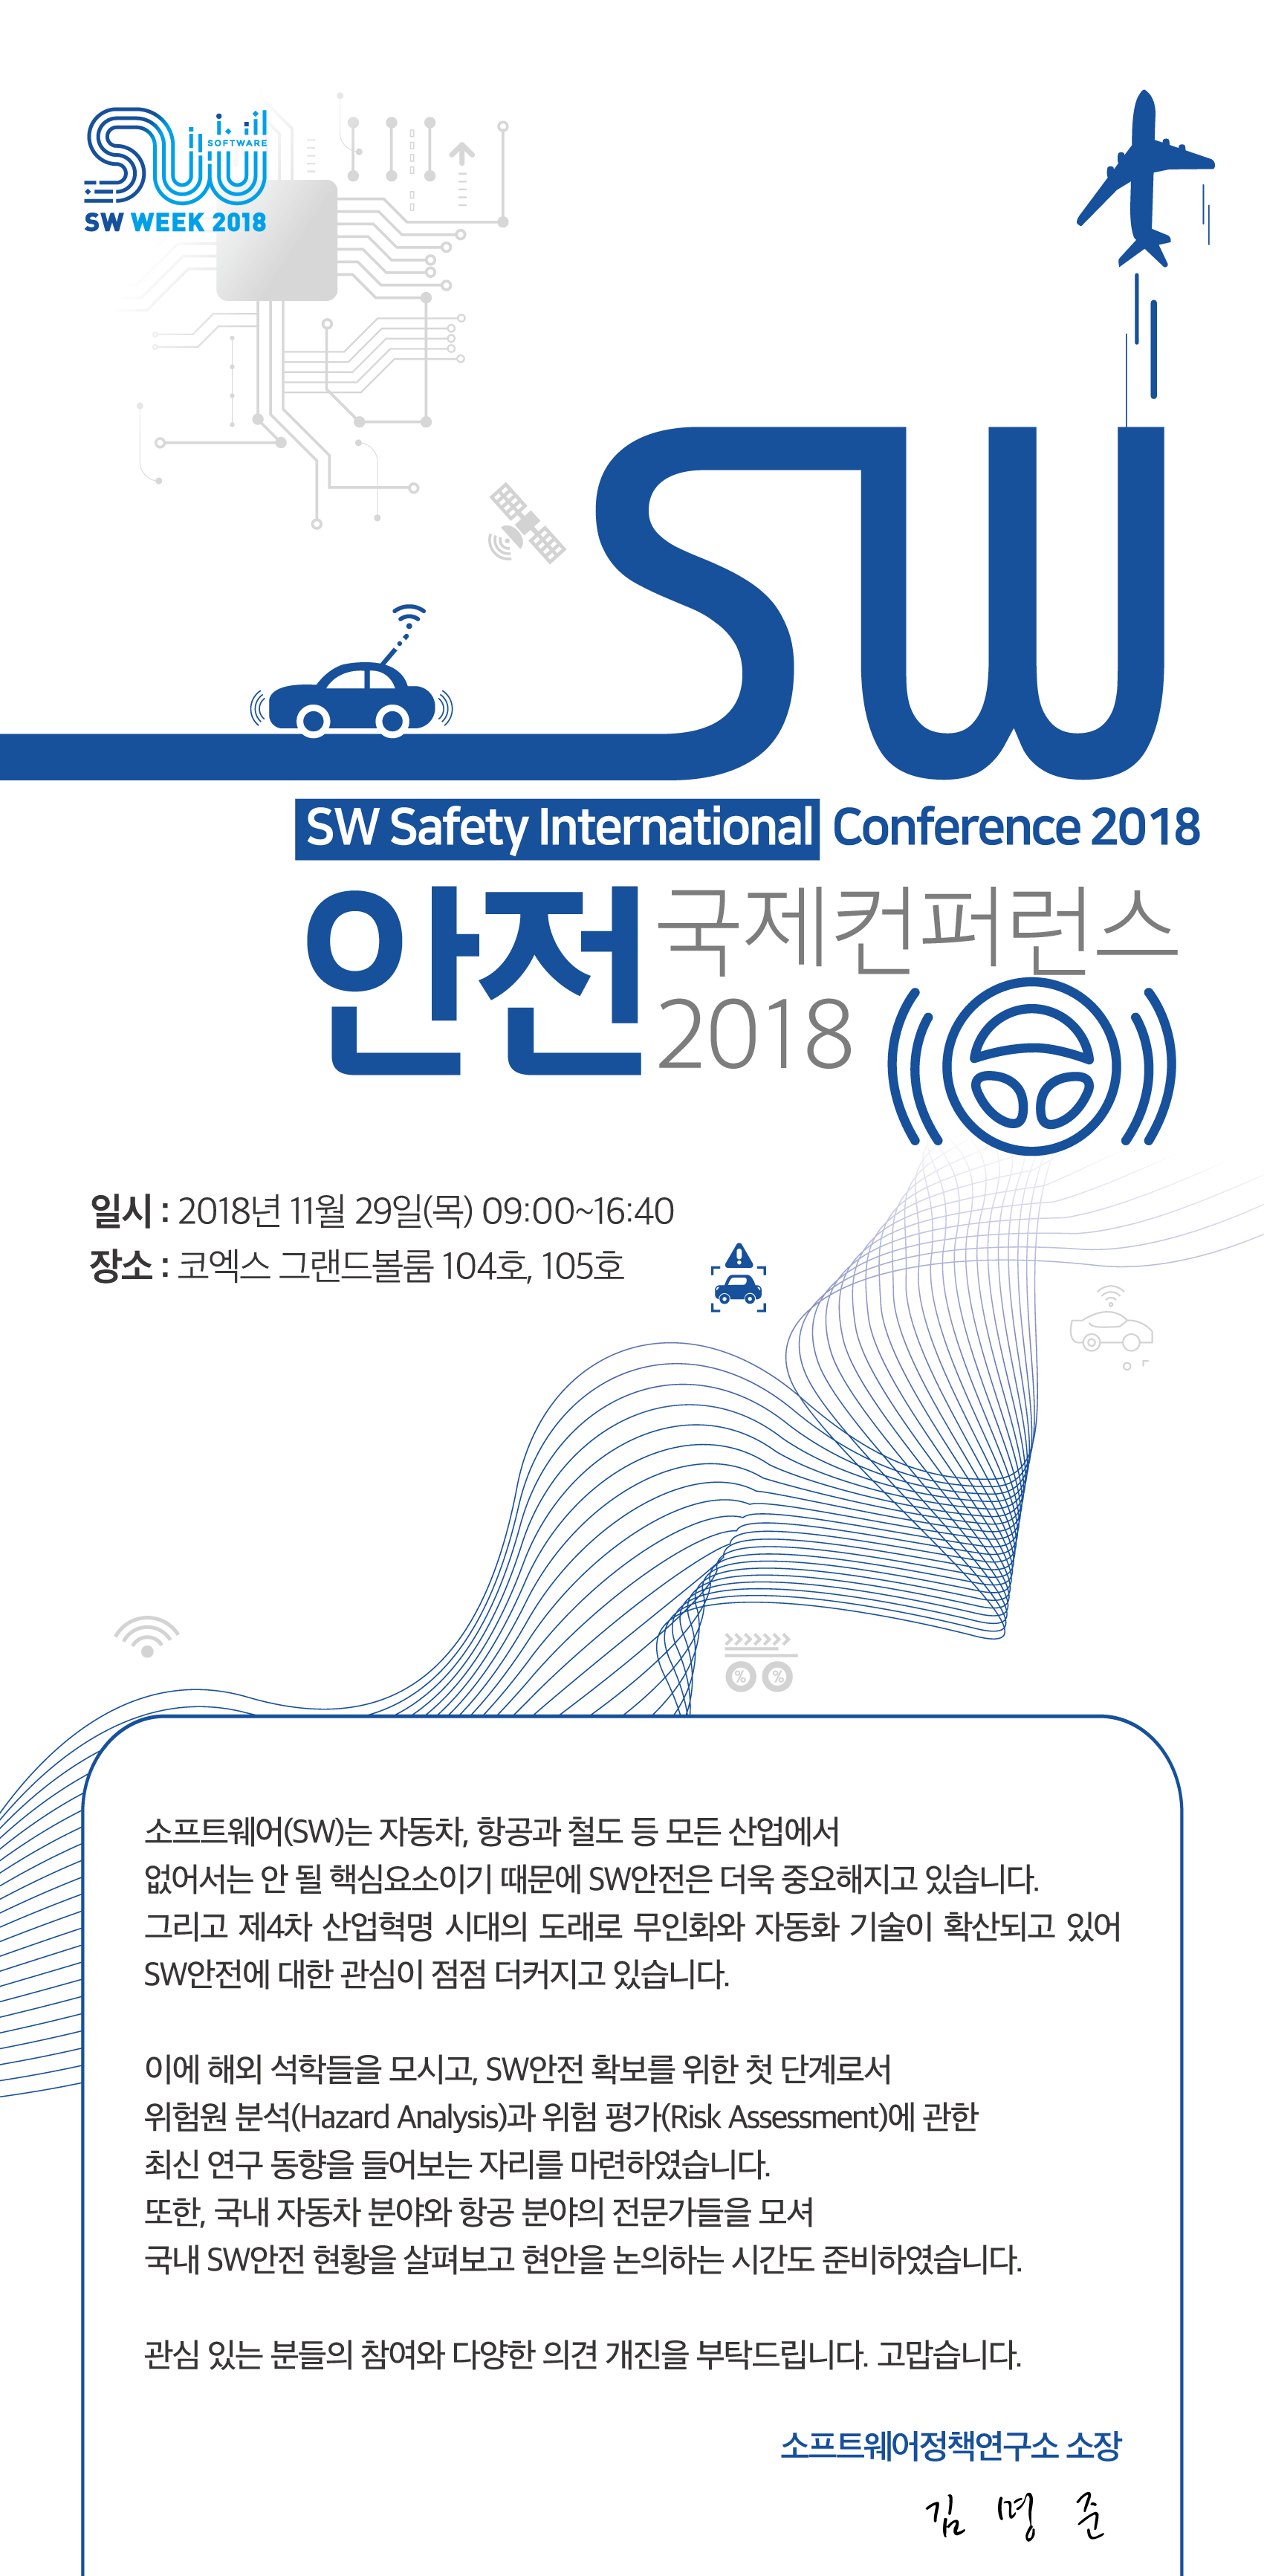 SOFTWARE
SW WEEK 2018
SW
SW Safety International Conference 2018
안전 국제컨퍼런스
2018
일시 : 2018년 11월 29일(목) 09:00~16:40
장소 : 코엑스 그랜드볼룸 104호, 105호
% %
소프트웨어(SW)는 자동차, 항공과 철도 등 모든 산업에서
없어서는 안 될 핵심요소이기 때문에 SW안전은 더욱 중요해지고 있습니다.
그리고 제4차 산업혁명 시대의 도래로 무인화와 자동화 기술이 확산되고 있어
SW안전에 대한 관심이 점점 더커지고 있습니다.
이에 해외 석학들을 모시고, SW안전 확보를 위한 첫 단계로서
위험원 분석(Hazard Analysis)과 위험 평가(Risk Assessment)에 관한
최신 연구 동향을 들어보는 자리를 마련하였습니다.
또한, 국내 자동차 분야와 항공 분야의 전문가들을 모셔
국내 SW안전 현황을 살펴보고 현안을 논의하는 시간도 준비하였습니다.
관심 있는 분들의 참여와 다양한 의견 개진을 부탁드립니다. 고맙습니다.
소프트웨어정책연구소 소장
김 명 준